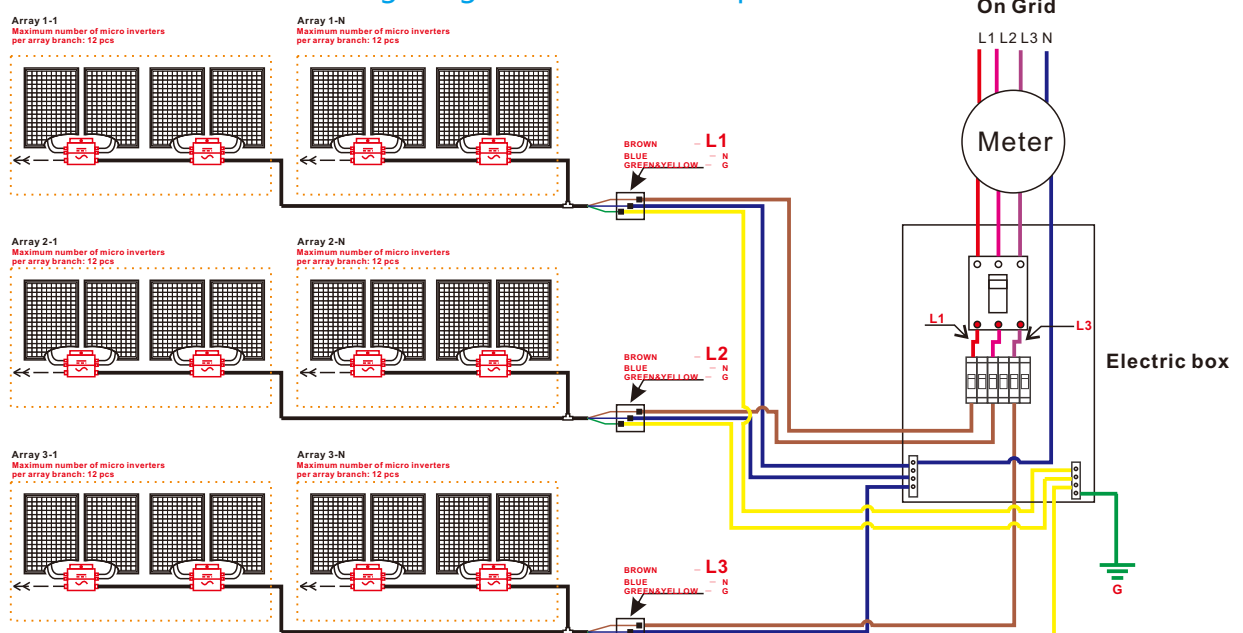 On Grid
L1 L2 L3 N
Meter
Array 1-1
Maximum number of micro inverters
per array branch: 12 pcs
Array 1-N
Maximum number of micro inverters
per array branch: 12 pcs
BROWN – L1
BLUE – N
GREEN&YELLOW – G
Array 2-1
Maximum number of micro inverters
per array branch: 12 pcs
Array 2-N
Maximum number of micro inverters
per array branch: 12 pcs
BROWN – L2
BLUE – N
GREEN&YELLOW – G
L1
L3
Electric box
Array 3-1
Maximum number of micro inverters
per array branch: 12 pcs
Array 3-N
Maximum number of micro inverters
per array branch: 12 pcs
BROWN – L3
BLUE – N
GREEN&YELLOW – G
G